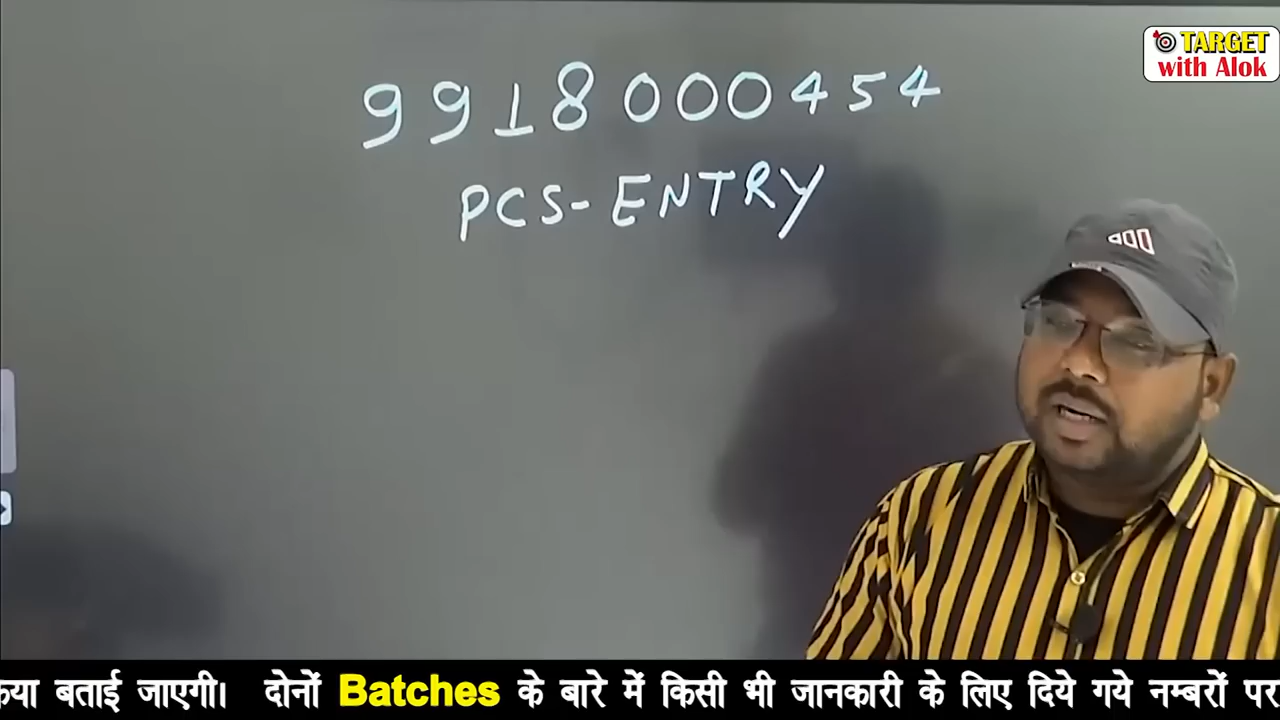 TARGET
with Alok
9918000454
PCS-ENTRY
बताई जाएगी। दोनों Batches के बारे में किसी भी जानकारी के लिए दिये गये नम्बरों पर